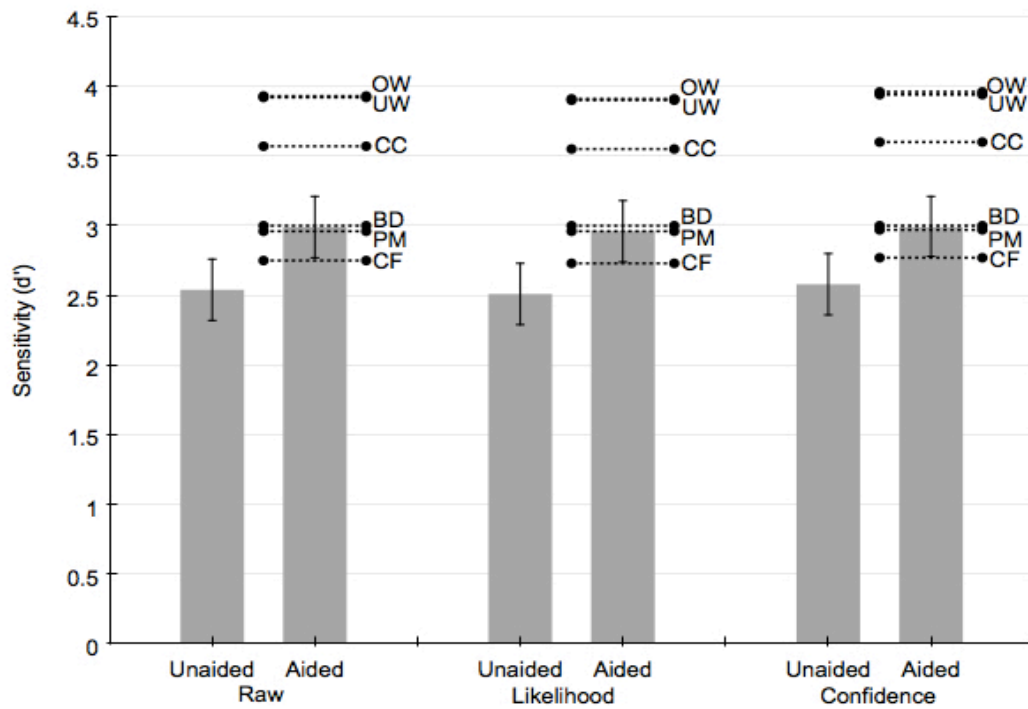 Sensitivity (d')
4.5
4
3.5
3
2.5
2
1.5
1
0.5
0
OW
UW
CC
BD
PM
CF
OW
UW
CC
BD
PM
CF
OW
UW
CC
BD
PM
CF
Unaided Aided Unaided Aided Unaided Aided
Raw Likelihood Confidence